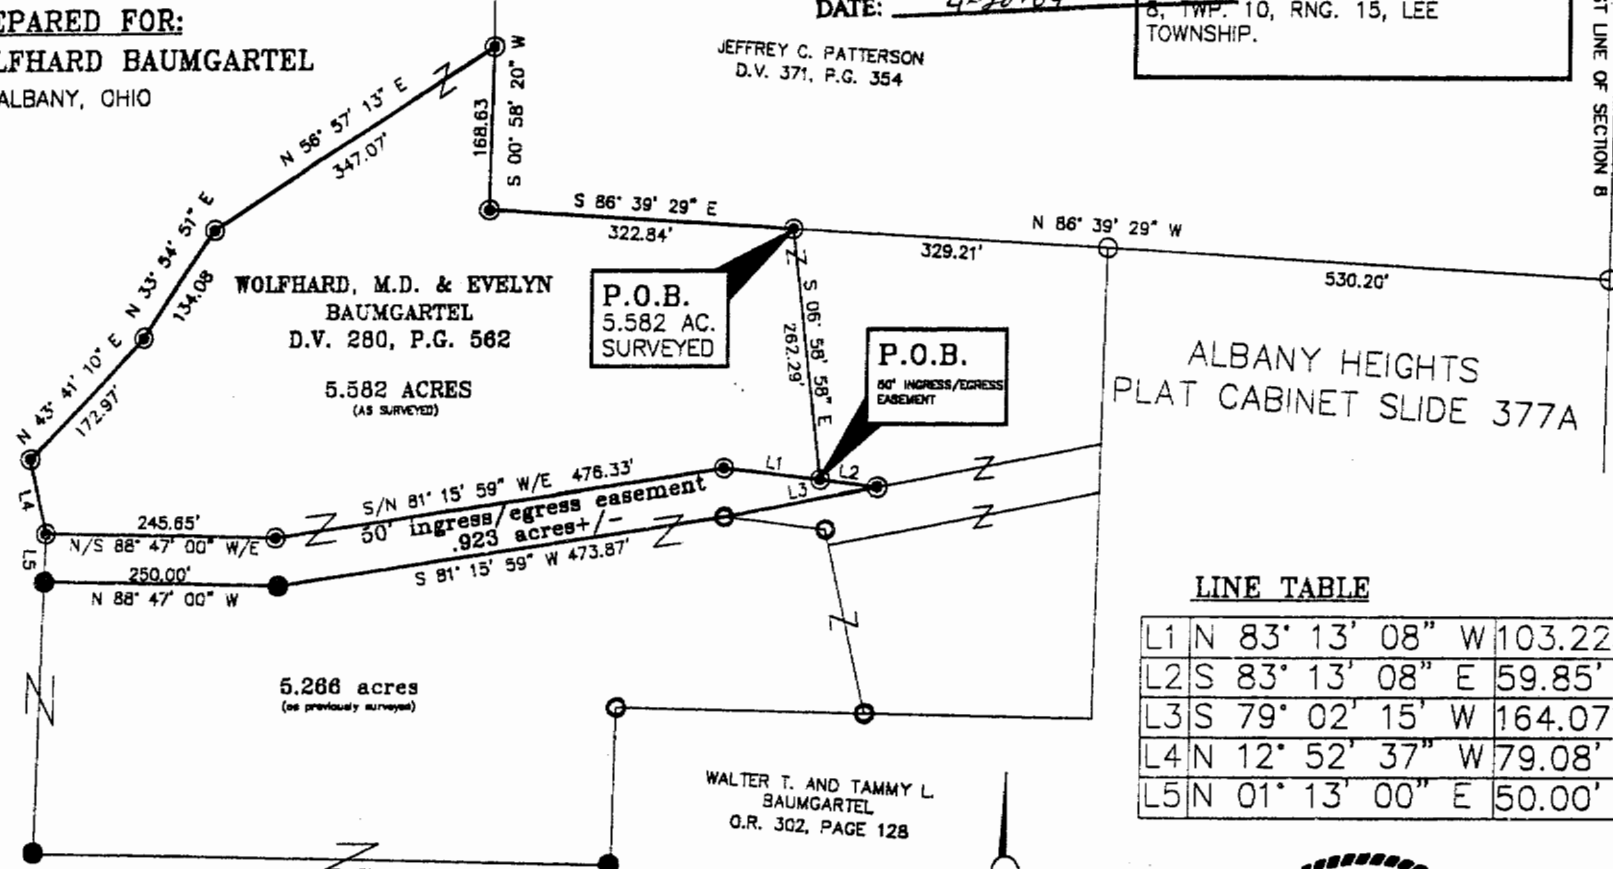 EPARED FOR:
LFHARD BAUMGARTEL
ALBANY, OHIO
DATE:
8, TWP. 10, RNG. 15, LEE
TOWNSHIP.
ST LINE OF SECTION 8
JEFFREY C. PATTERSON
D.V. 371, P.G. 354
N 56° 57' 13" E
347.07'
168.63
S 00° 58' 20" W
S 86° 39' 29" E
322.84'
N 86° 39' 29" W
329.21'
530.20'
N 33° 54' 51" E
134.08
WOLFHARD, M.D. & EVELYN
BAUMGARTEL
D.V. 280, P.G. 562
5.582 ACRES
(AS SURVEYED)
P.O.B.
5.582 AC.
SURVEYED
S 06° 58' 58" E
262.29'
P.O.B.
50' INGRESS/EGRESS
EASEMENT
ALBANY HEIGHTS
PLAT CABINET SLIDE 377A
N 43° 41' 10" E
172.97'
L4
L5
L1
L2
L3
S/N 81° 15' 59" W/E 476.33'
50' ingress/egress easement
.923 acres+/-
S 81° 15' 59" W 473.87'
245.65'
N/S 88° 47' 00" W/E
250.00'
N 88° 47' 00" W
5.266 acres
(as previously surveyed)
WALTER T. AND TAMMY L.
BAUMGARTEL
O.R. 302, PAGE 128
LINE TABLE
L1 N 83° 13' 08" W 103.22
L2 S 83° 13' 08" E 59.85'
L3 S 79° 02' 15' W 164.07
L4 N 12° 52' 37" W 79.08'
L5 N 01° 13' 00" E 50.00'